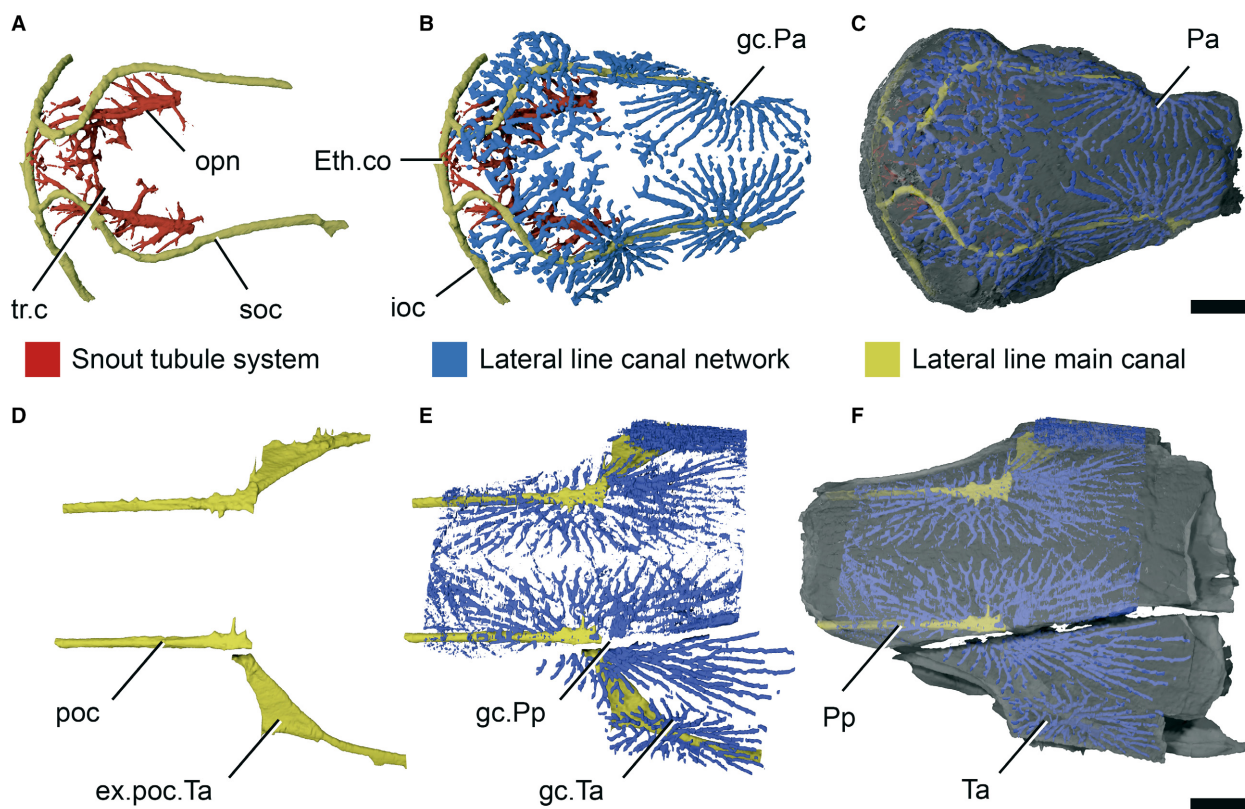 A
B
C
gc.Pa
Pa
opn
Eth.co
tr.c
soc
ioc
Snout tubule system
Lateral line canal network
Lateral line main canal
D
E
F
poc
gc.Pp
Pp
ex.poc.Ta
gc.Ta
Ta